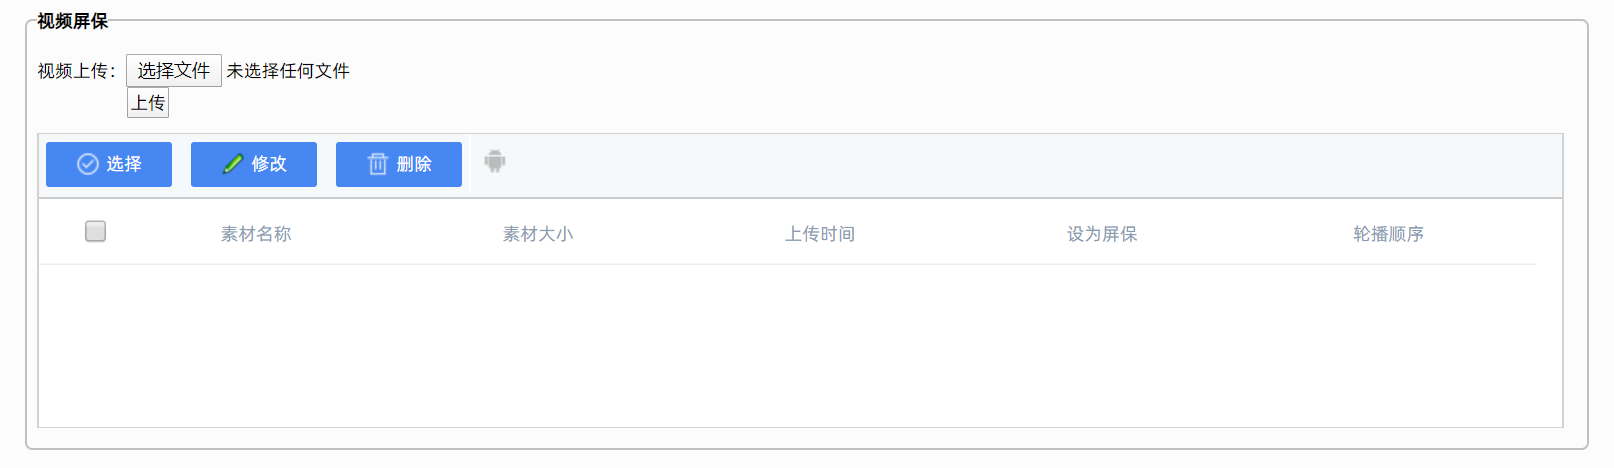 视频屏保
视频上传： 选择文件 未选择任何文件
上传
选择 修改 删除
素材名称 素材大小 上传时间 设为屏保 轮播顺序